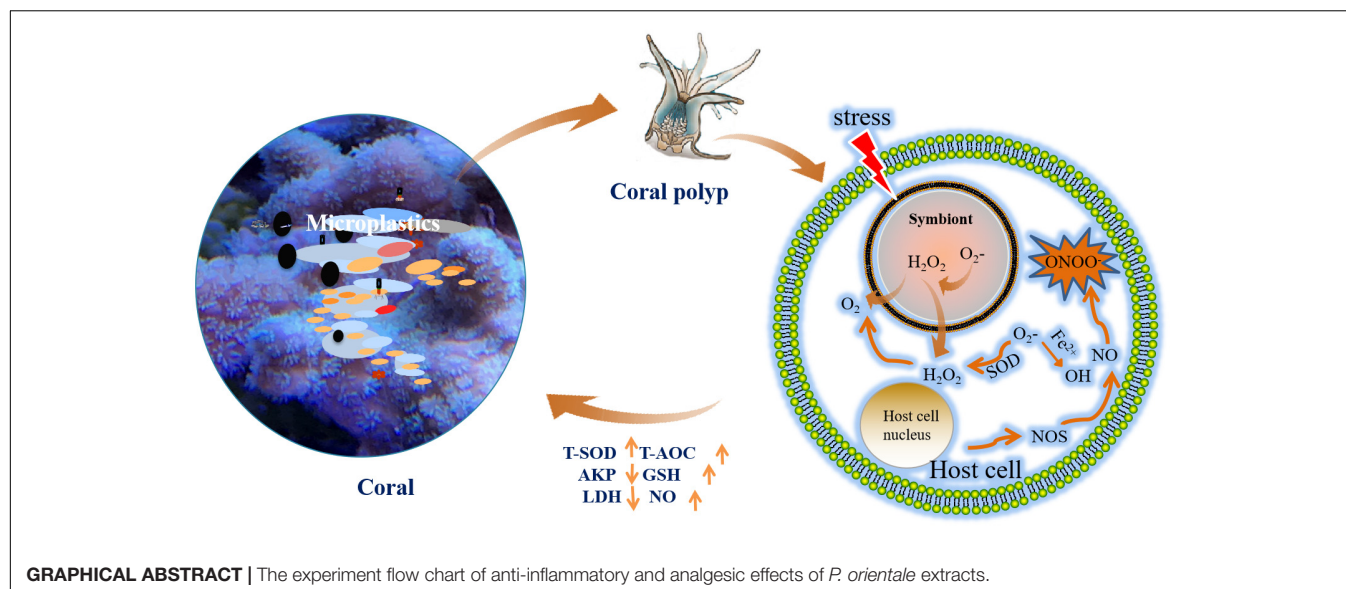 Microplastics
Coral
Coral polyp
stress
Symbiont
H₂O₂
O₂-
ONOO-
O₂
H₂O₂
SOD
O₂-
Fe²⁺
OH
NO
NOS
Host cell
nucleus
Host cell
T-SOD ↑ T-AOC ↑
AKP ↓ GSH ↑
LDH ↓ NO ↑
GRAPHICAL ABSTRACT | The experiment flow chart of anti-inflammatory and analgesic effects of P. orientale extracts.